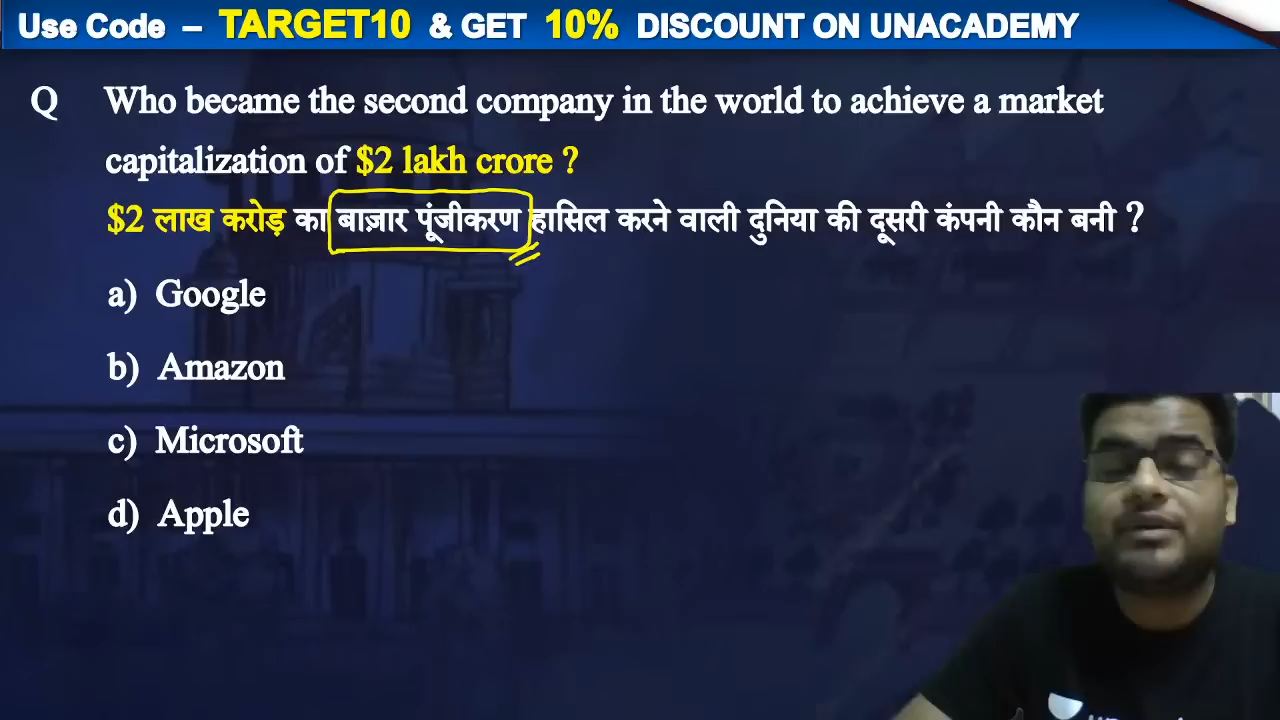 Use Code – TARGET10 & GET 10% DISCOUNT ON UNACADEMY
Q Who became the second company in the world to achieve a market
capitalization of $2 lakh crore ?
$2 लाख करोड़ का बाज़ार पूंजीकरण हासिल करने वाली दुनिया की दूसरी कंपनी कौन बनी ?
a) Google
b) Amazon
c) Microsoft
d) Apple